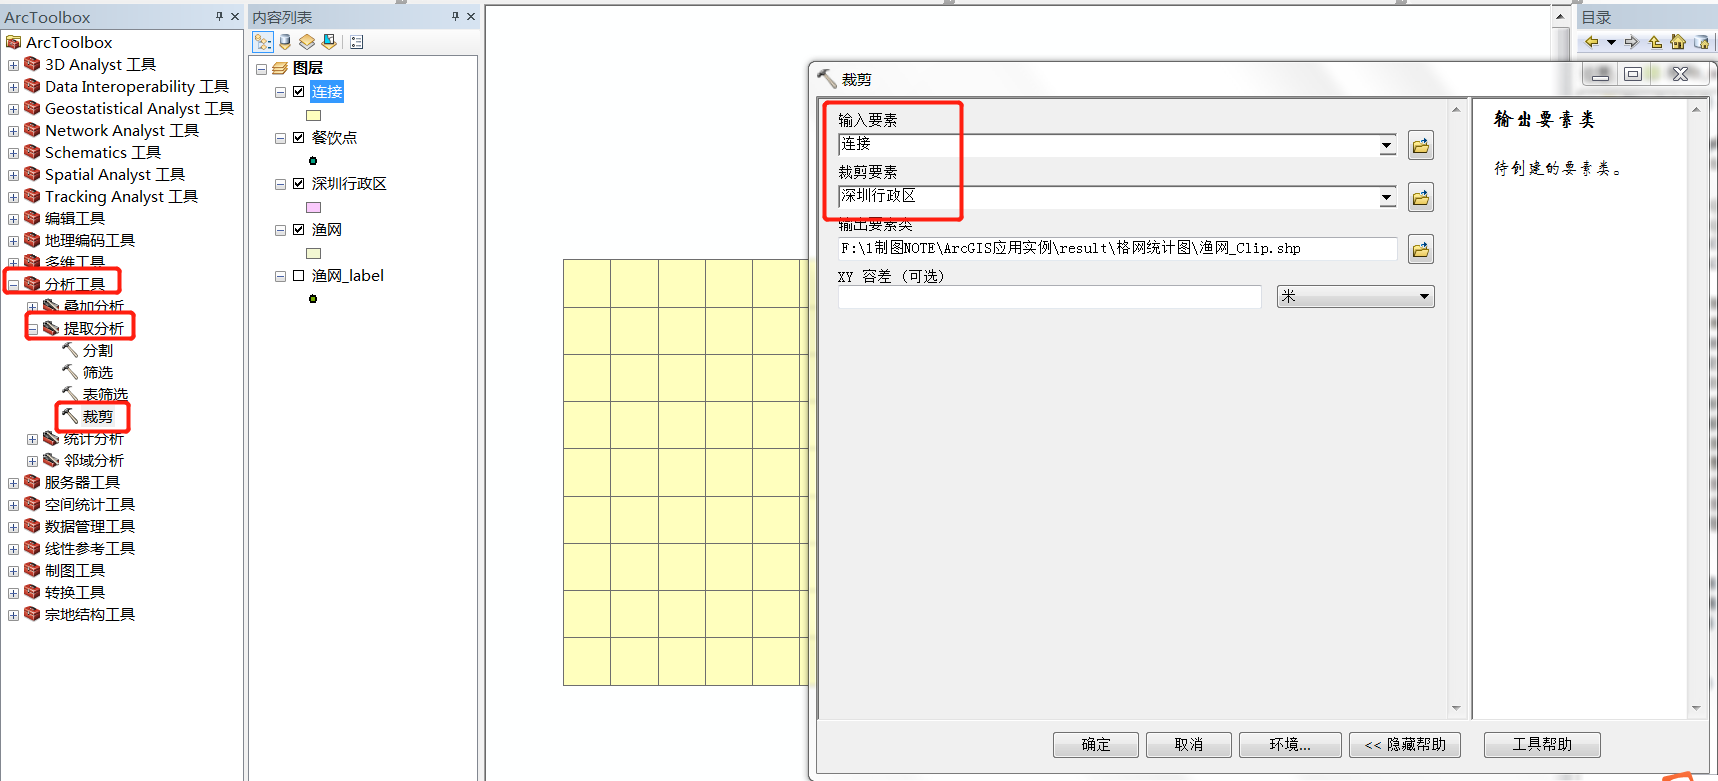 ArcToolbox
ArcToolbox
3D Analyst 工具
Data Interoperability 工具
Geostatistical Analyst 工具
Network Analyst 工具
Schematics 工具
Spatial Analyst 工具
Tracking Analyst 工具
编辑工具
地理编码工具
多维工具
分析工具
叠加分析
提取分析
分割
筛选
表筛选
裁剪
统计分析
邻域分析
服务器工具
空间统计工具
数据管理工具
线性参考工具
制图工具
转换工具
宗地结构工具
内容列表
图层
连接
餐饮点
深圳行政区
渔网
渔网_label
目录
裁剪
输入要素
连接
裁剪要素
深圳行政区
输出要素类
F:\1制图NOTE\ArcGIS应用实例\result\格网统计图\渔网_Clip.shp
XY 容差 (可选)
米
输出要素类
待创建的要素类。
确定
取消
环境...
<< 隐藏帮助
工具帮助